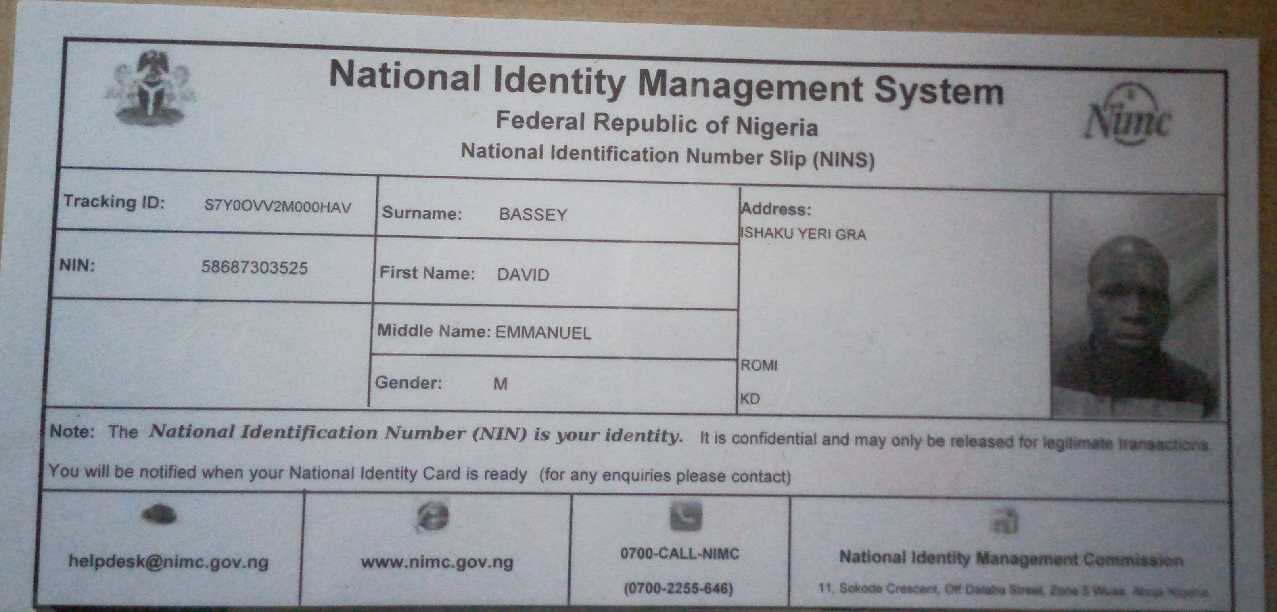 National Identity Management System
Federal Republic of Nigeria
National Identification Number Slip (NINS)
Nimc
Tracking ID: S7Y0OVV2M000HAV
Surname: BASSEY
Address:
ISHAKU YERI GRA
NIN: 58687303525
First Name: DAVID
Middle Name: EMMANUEL
ROMI
Gender: M
KD
Note: The National Identification Number (NIN) is your identity. It is confidential and may only be released for legitimate transactions.
You will be notified when your National Identity Card is ready (for any enquiries please contact)
helpdesk@nimc.gov.ng
www.nimc.gov.ng
0700-CALL-NIMC
(0700-2255-646)
National Identity Management Commission
11, Sokode Crescent, Off Dalaba Street, Zone 5 Wuse, Abuja Nigeria.